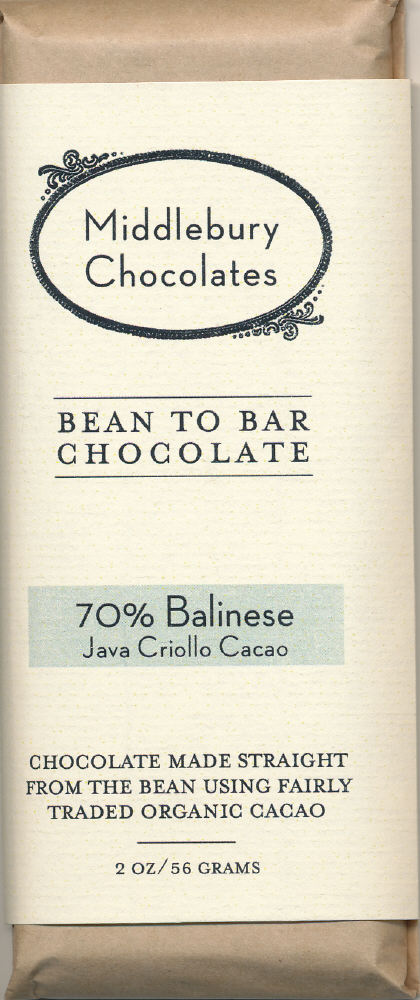 Middlebury
Chocolates
BEAN TO BAR
CHOCOLATE
70% Balinese
Java Criollo Cacao
CHOCOLATE MADE STRAIGHT
FROM THE BEAN USING FAIRLY
TRADED ORGANIC CACAO
2 OZ/56 GRAMS